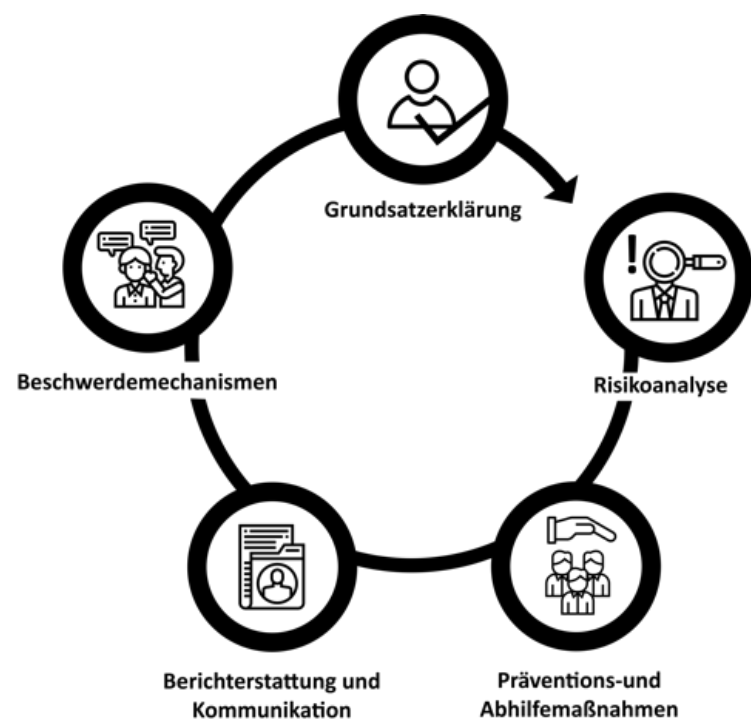 Grundsatzerklärung
Risikoanalyse
Präventions-und
Abhilfemaßnahmen
Berichterstattung und
Kommunikation
Beschwerdemechanismen